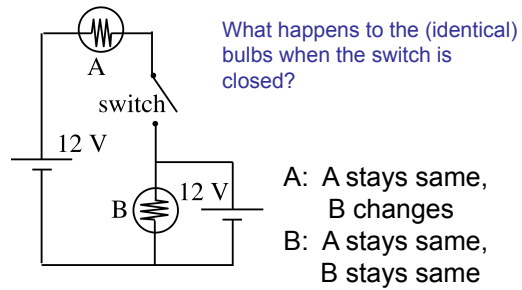 What happens to the (identical)
bulbs when the switch is
closed?
A
switch
12 V
B
12 V
A: A stays same,
B changes
B: A stays same,
B stays same